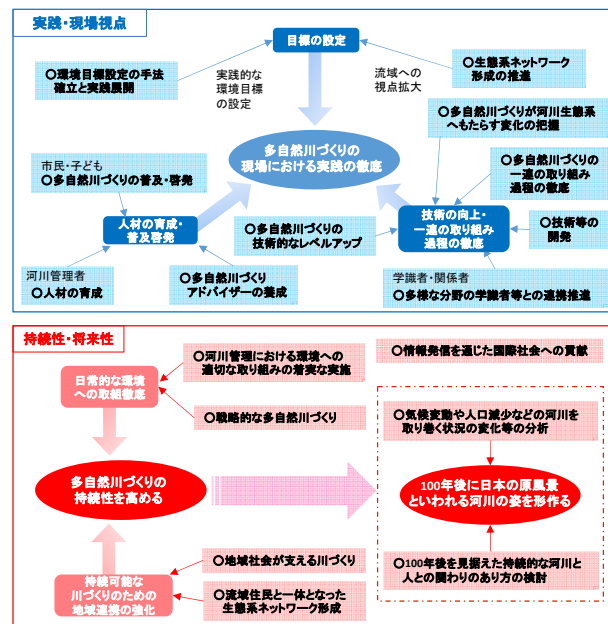 実践・現場視点
目標の設定
〇環境目標設定の手法
確立と実践展開
実践的な
環境目標
の設定
流域への
視点拡大
〇生態系ネットワーク
形成の推進
〇多自然川づくりが河川生態系
へもたらす変化の把握
多自然川づくりの
現場における実践の徹底
市民・子ども
〇多自然川づくりの普及・啓発
〇多自然川づくりの
一連の取り組み
過程の徹底
人材の育成・
普及啓発
〇多自然川づくりの
技術的なレベルアップ
技術の向上・
一連の取り組み
過程の徹底
〇技術等の
開発
河川管理者
〇人材の育成
〇多自然川づくり
アドバイザーの養成
学識者・関係者
〇多様な分野の学識者等との連携推進
持続性・将来性
日常的な環境
への取組徹底
〇河川管理における環境への
適切な取り組みの着実な実施
〇情報発信を通じた国際社会への貢献
〇戦略的な多自然川づくり
〇気候変動や人口減少などの河川を
取り巻く状況の変化等の分析
多自然川づくりの
持続性を高める
100年後に日本の原風景
といわれる河川の姿を形作る
〇地域社会が支える川づくり
〇100年後を見据えた持続的な河川と
人との関わりのあり方の検討
持続可能な
川づくりのための
地域連携の強化
〇流域住民と一体となった
生態系ネットワーク形成